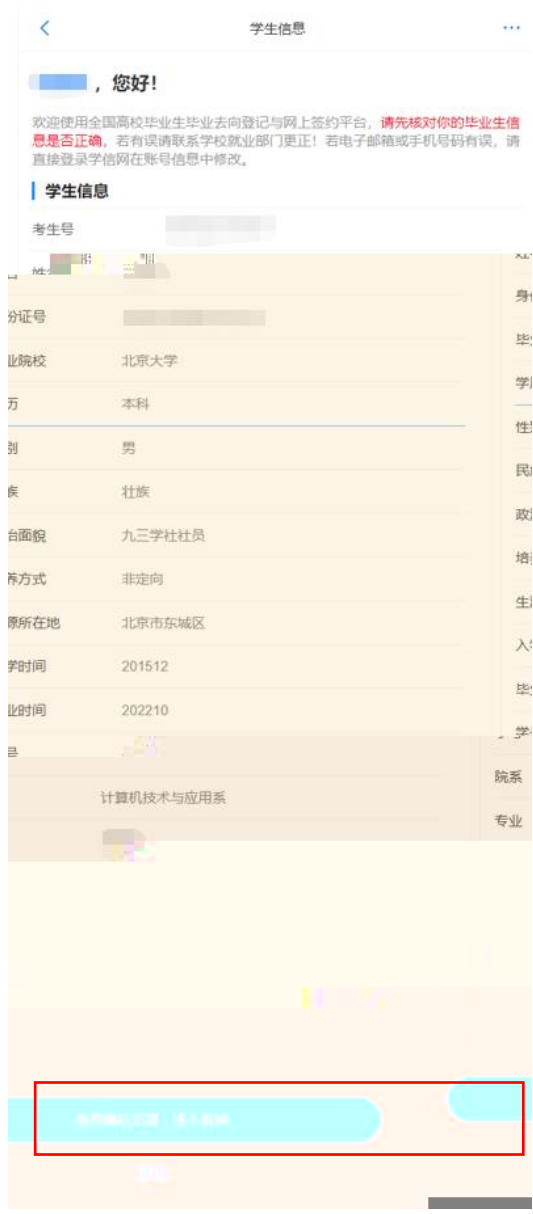 学生信息
，您好！
欢迎使用全国高校毕业生毕业去向登记与网上签约平台，请先核对你的毕业生信
息是否正确，若有误请联系学校就业部门更正！若电子邮箱或手机号码有误，请
直接登录学信网在账号信息中修改。
学生信息
考生号
份证号
业院校 北京大学
历 本科
别 男
族 壮族
台面貌 九三学社社员
养方式 非定向
原所在地 北京市东城区
学时间 201512
业时间 202210
号
计算机技术与应用系
身
毕
学
性
民
政
培
生
入
毕
学
院系
专业